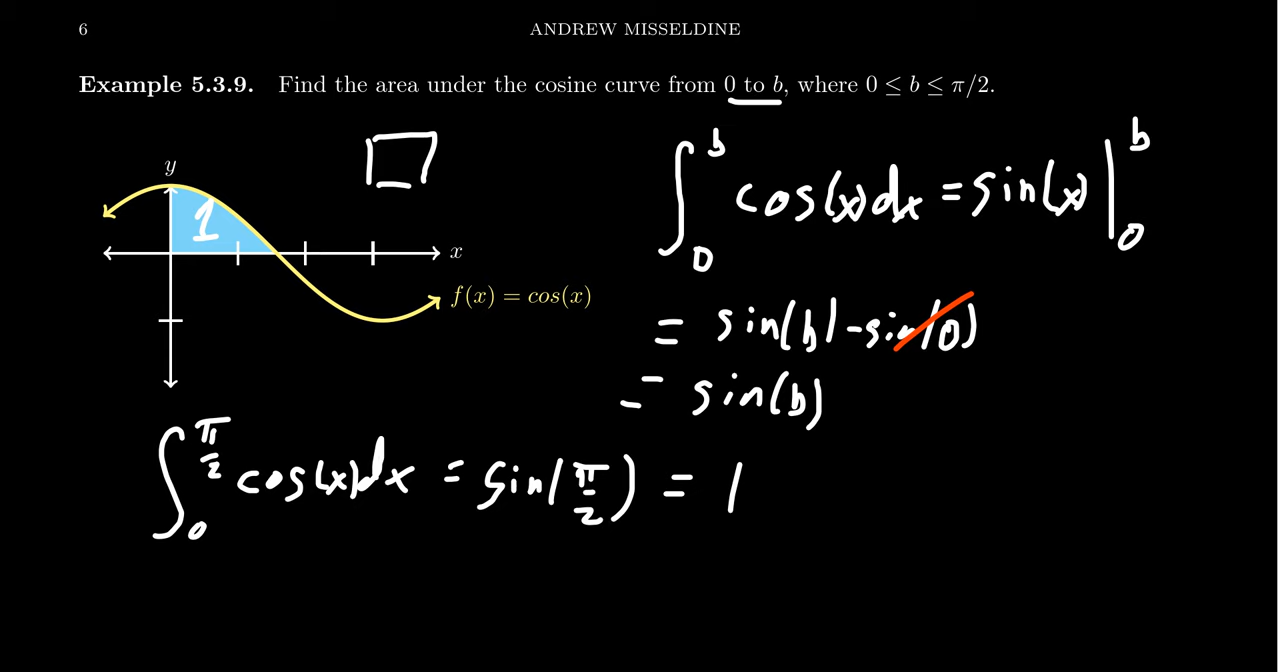 6 ANDREW MISSELDINE
Example 5.3.9. Find the area under the cosine curve from 0 to b, where 0 ≤ b ≤ π/2.
y
1
x
f(x) = cos(x)
∫₀ᵇ cos(x)dx = sin(x)|₀ᵇ
= sin(b) - sin(0)
= sin(b)
∫₀^(π/2) cos(x)dx = sin(π/2) = 1